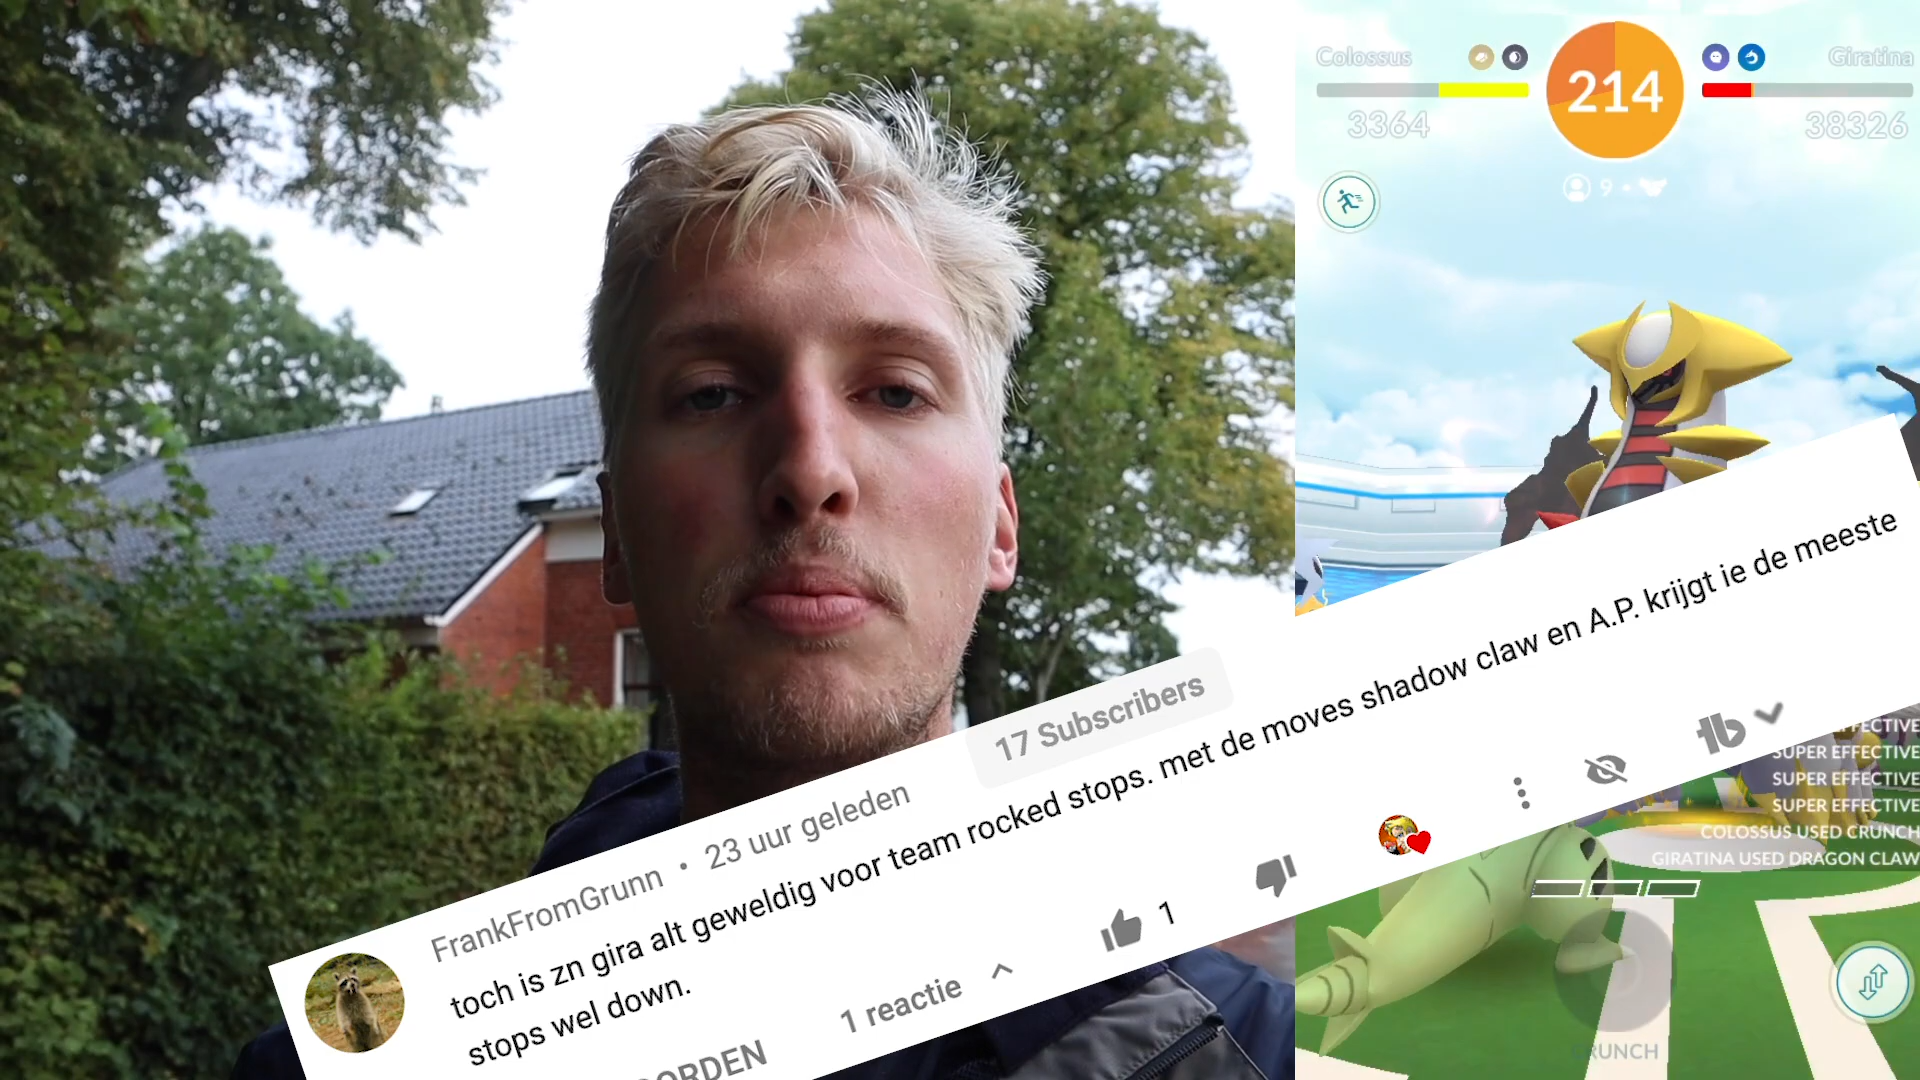 Colossus
Giratina
214
3364
38326
9
17 Subscribers
FrankFromGrunn • 23 uur geleden
toch is zn gira alt geweldig voor team rocked stops. met de moves shadow claw en A.P. krijgt ie de meeste
stops wel down.
1 reactie
1
SUPER EFFECTIVE
SUPER EFFECTIVE
SUPER EFFECTIVE
COLOSSUS USED CRUNCH
GIRATINA USED DRAGON CLAW
CRUNCH